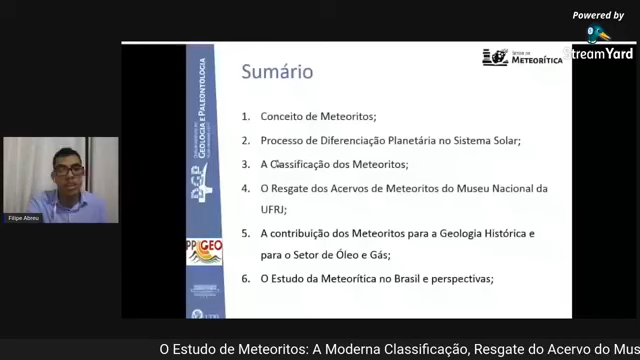 Powered by
StreamYard
SETOR DE
METEORÍTICA
Sumário
DGP
GEOLOGIA E PALEONTOLOGIA
1. Conceito de Meteoritos;
2. Processo de Diferenciação Planetária no Sistema Solar;
3. A Classificação dos Meteoritos;
4. O Resgate dos Acervos de Meteoritos do Museu Nacional da
UFRJ;
5. A contribuição dos Meteoritos para a Geologia Histórica e
para o Setor de Óleo e Gás;
6. O Estudo da Meteorítica no Brasil e perspectivas;
Filipe Abreu
PPGEO
O Estudo de Meteoritos: A Moderna Classificação, Resgate do Acervo do Mus